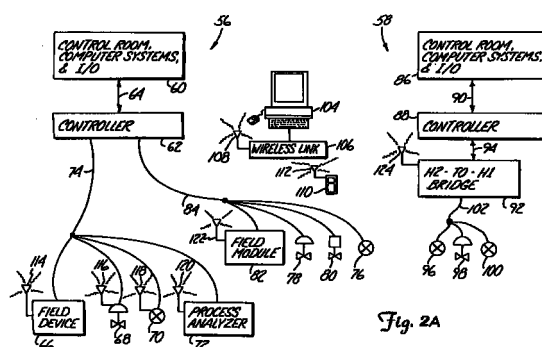 56
58
CONTROL ROOM,
COMPUTER SYSTEMS,
& I/O
60
64
CONTROLLER
62
74
84
104
108
WIRELESS LINK
106
112
110
CONTROL ROOM,
COMPUTER SYSTEMS,
& I/O
86
90
88
CONTROLLER
94
124
H2-TO-H1
BRIDGE
92
102
96
98
100
122
FIELD
MODULE
82
78
80
76
114
116
118
120
FIELD
DEVICE
66
68
70
PROCESS
ANALYZER
72
Fig. 2A